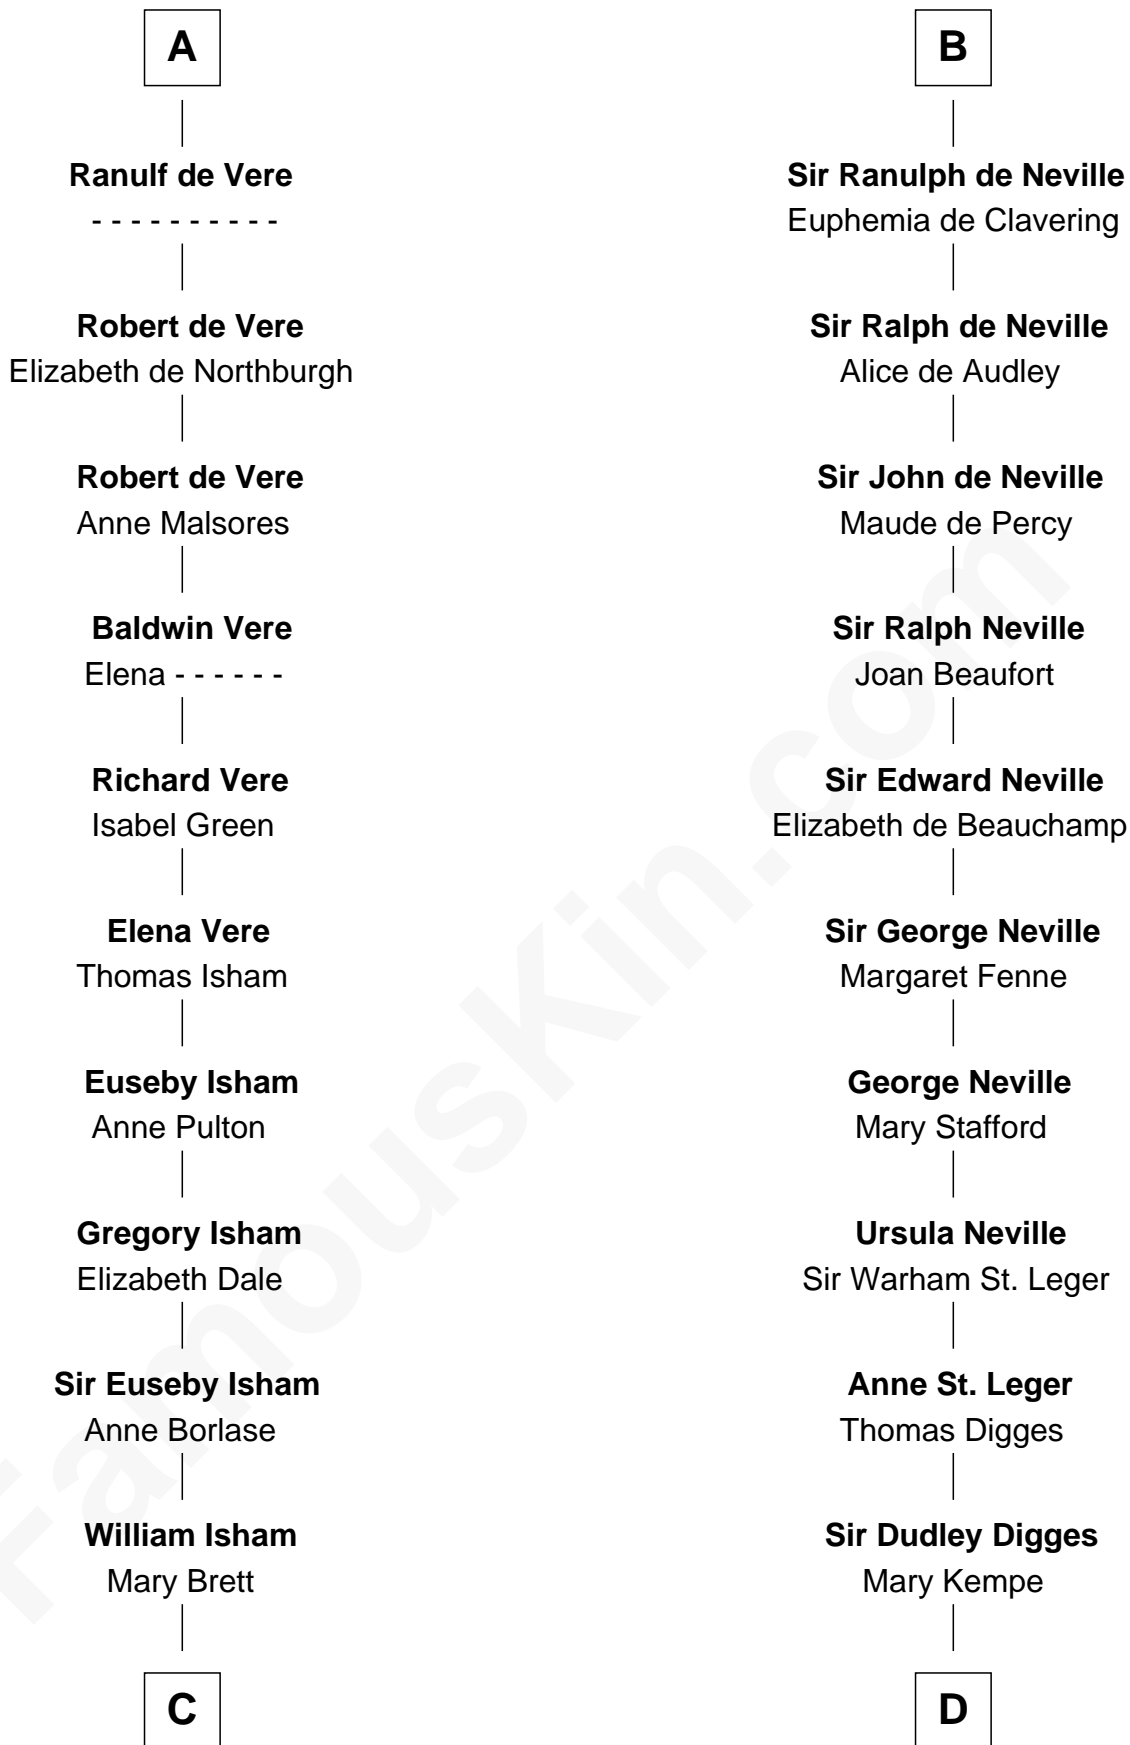 A
Ranulf de Vere
- - - - - - - - - -
Robert de Vere
Elizabeth de Northburgh
Robert de Vere
Anne Malsores
Baldwin Vere
Elena - - - - - -
Richard Vere
Isabel Green
Elena Vere
Thomas Isham
Euseby Isham
Anne Pulton
Gregory Isham
Elizabeth Dale
Sir Euseby Isham
Anne Borlase
William Isham
Mary Brett
C
B
Sir Ranulph de Neville
Euphemia de Clavering
Sir Ralph de Neville
Alice de Audley
Sir John de Neville
Maude de Percy
Sir Ralph Neville
Joan Beaufort
Sir Edward Neville
Elizabeth de Beauchamp
Sir George Neville
Margaret Fenne
George Neville
Mary Stafford
Ursula Neville
Sir Warham St. Leger
Anne St. Leger
Thomas Digges
Sir Dudley Digges
Mary Kempe
D
FamousKin.com